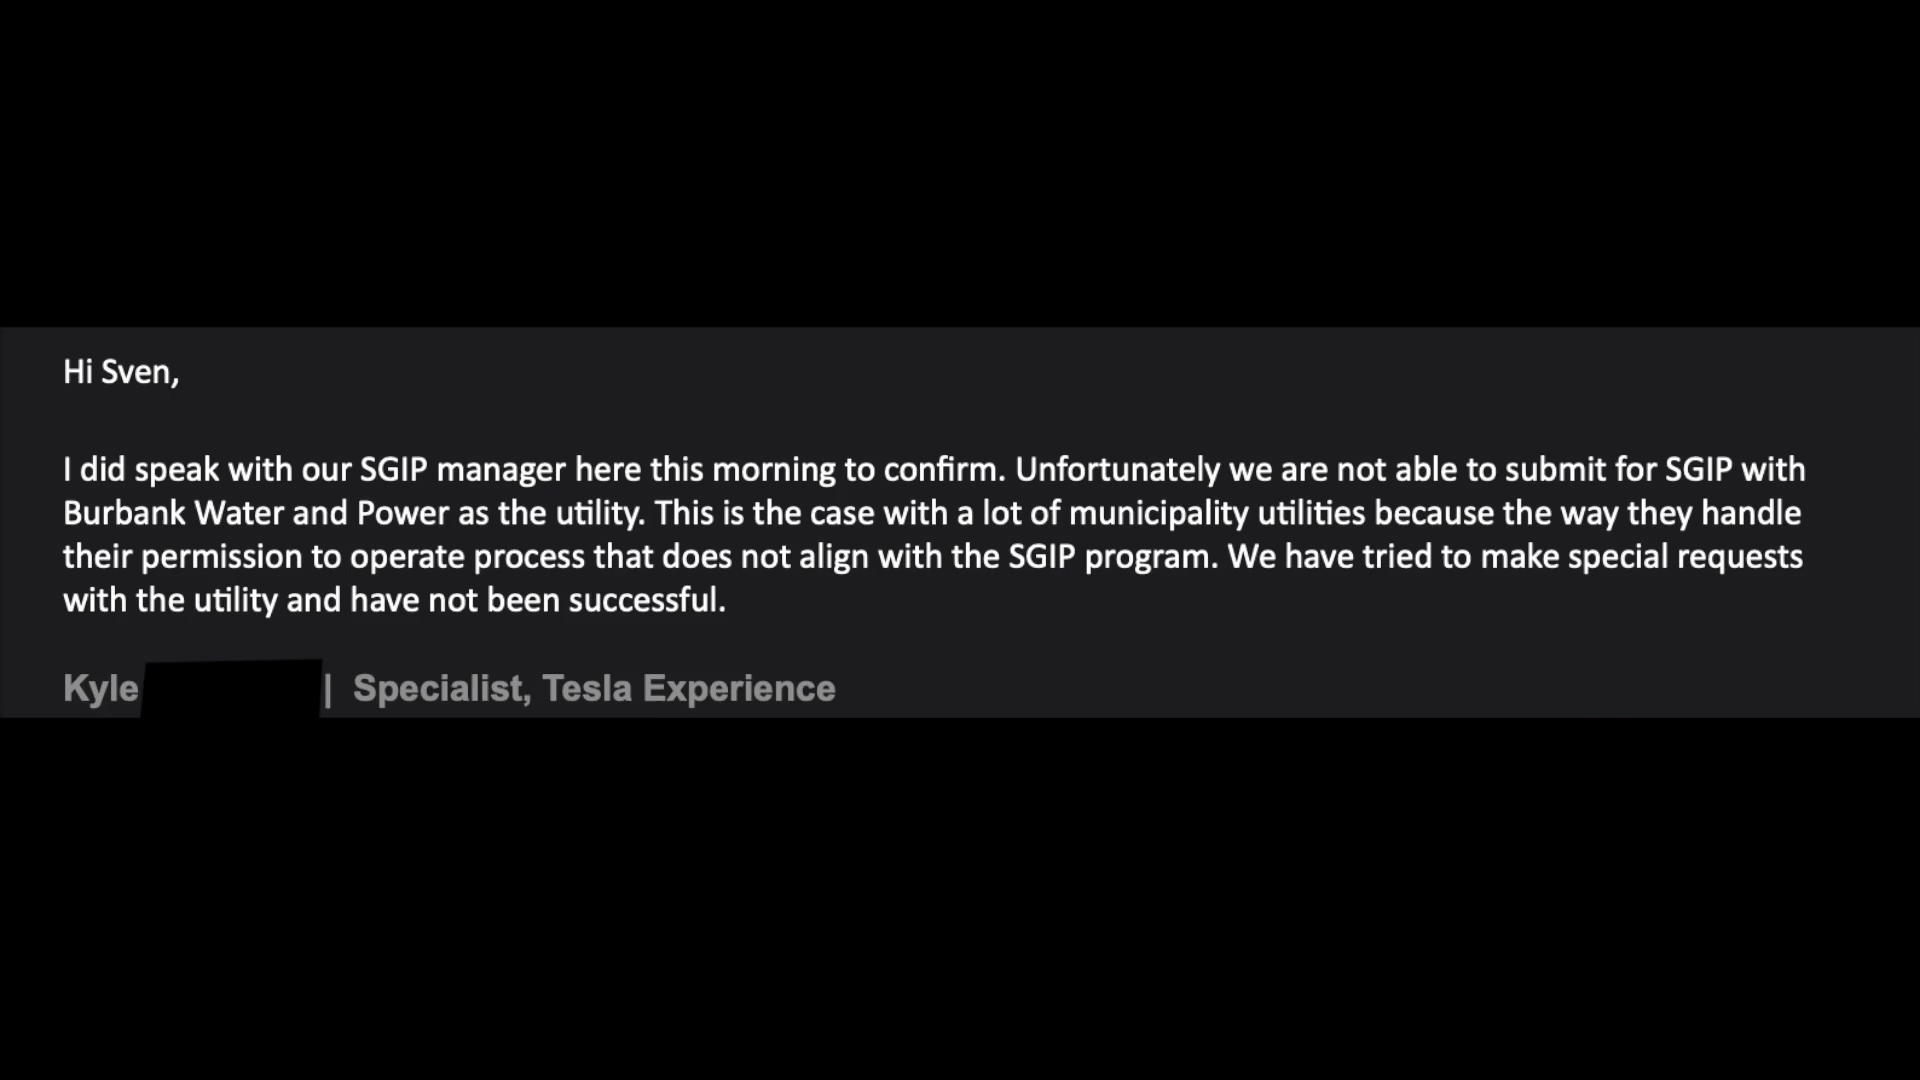 Hi Sven,
I did speak with our SGIP manager here this morning to confirm. Unfortunately we are not able to submit for SGIP with
Burbank Water and Power as the utility. This is the case with a lot of municipality utilities because the way they handle
their permission to operate process that does not align with the SGIP program. We have tried to make special requests
with the utility and have not been successful.
Kyle | Specialist, Tesla Experience